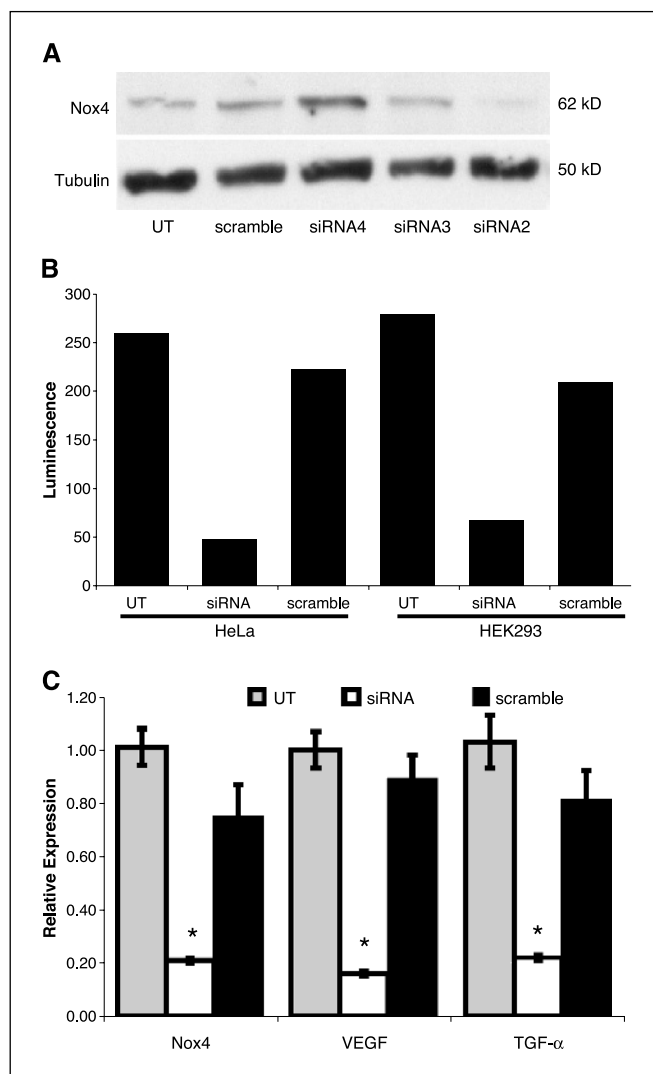 A
Nox4
62 kD
Tubulin
50 kD
UT scramble siRNA4 siRNA3 siRNA2
B
300
250
200
150
100
50
0
Luminescence
UT siRNA scramble UT siRNA scramble
HeLa HEK293
C
UT siRNA scramble
1.20
1.00
0.80
0.60
0.40
0.20
0.00
Relative Expression
* * *
Nox4 VEGF TGF-α